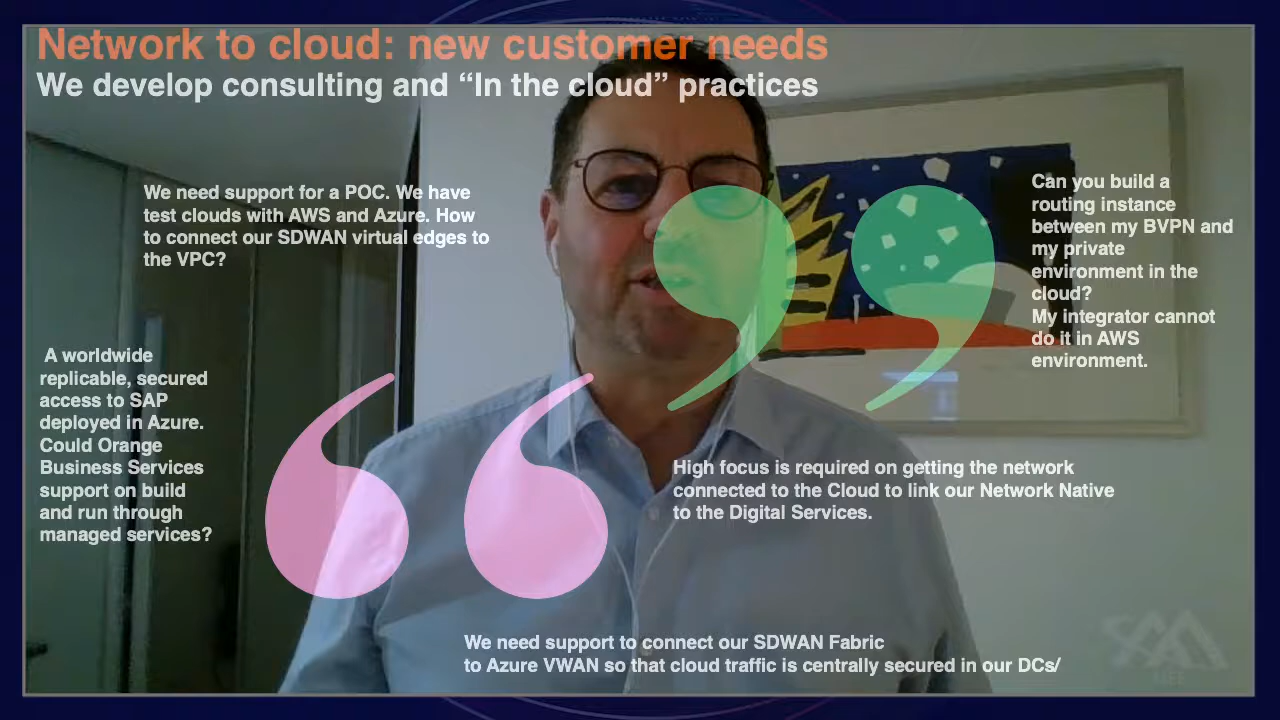 Network to cloud: new customer needs
We develop consulting and “In the cloud” practices
We need support for a POC. We have
test clouds with AWS and Azure. How
to connect our SDWAN virtual edges to
the VPC?
Can you build a
routing instance
between my BVPN and
my private
environment in the
cloud?
My integrator cannot
do it in AWS
environment.
A worldwide
replicable, secured
access to SAP
deployed in Azure.
Could Orange
Business Services
support on build
and run through
managed services?
High focus is required on getting the network
connected to the Cloud to link our Network Native
to the Digital Services.
We need support to connect our SDWAN Fabric
to Azure VWAN so that cloud traffic is centrally secured in our DCs/